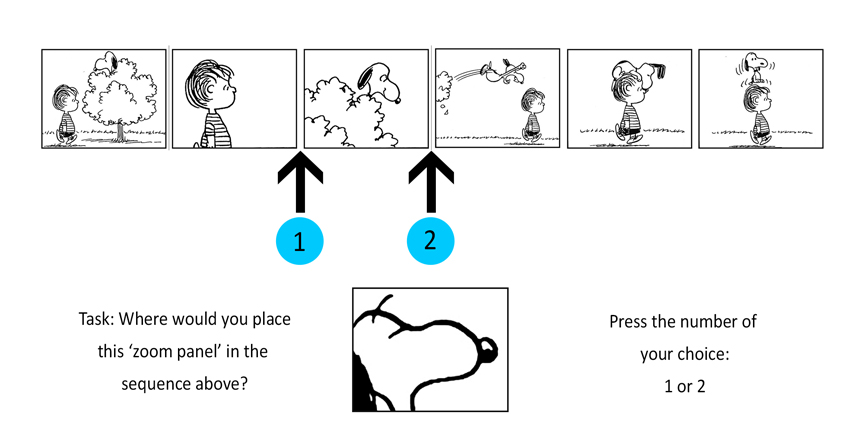 1
2
Task: Where would you place
this ‘zoom panel’ in the
sequence above?
Press the number of
your choice:
1 or 2